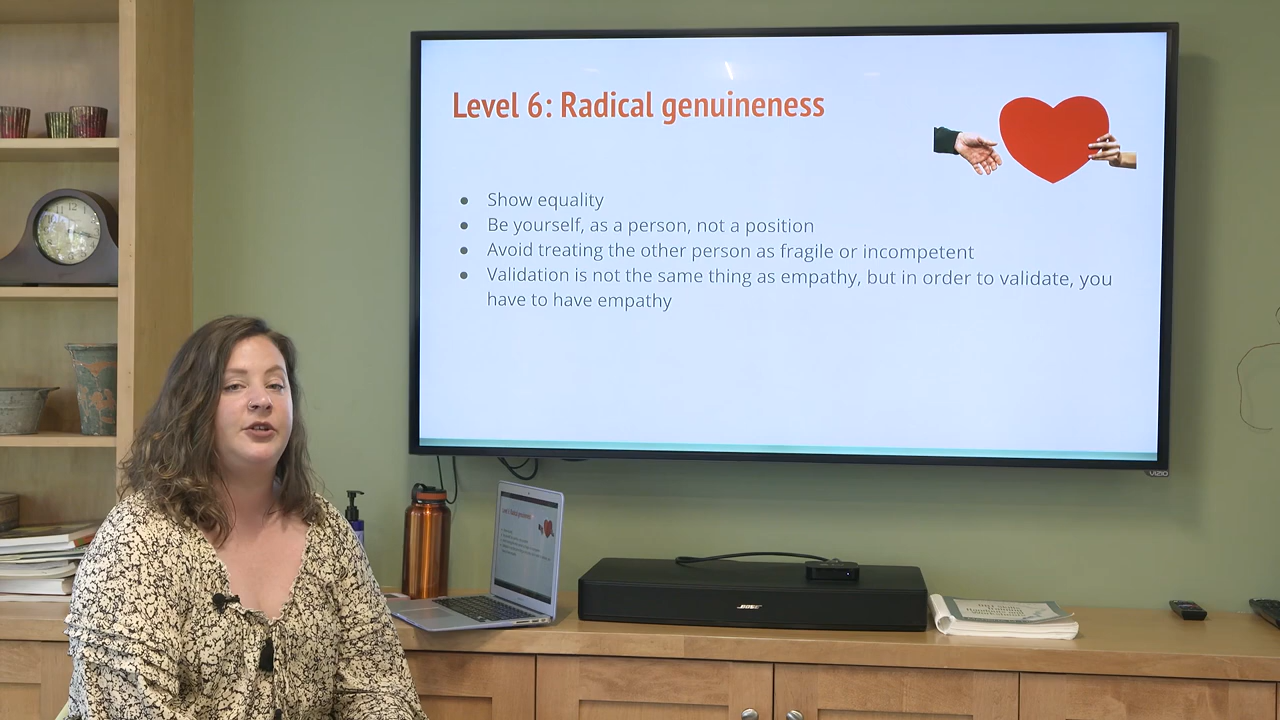 Level 6: Radical genuineness
● Show equality
● Be yourself, as a person, not a position
● Avoid treating the other person as fragile or incompetent
● Validation is not the same thing as empathy, but in order to validate, you
have to have empathy
VIZIO
BOSE